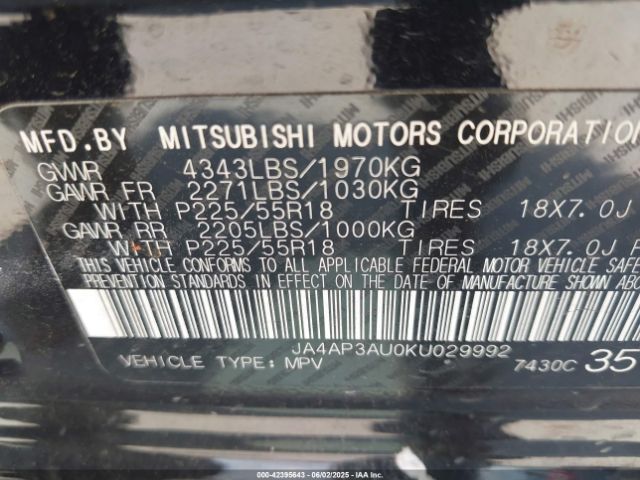 MFD.BY MITSUBISHI MOTORS CORPORATION
GVWR 4343LBS/1970KG
GAWR FR 2271LBS/1030KG
WITH P225/55R18 TIRES 18X7.0J
GAWR RR 2205LBS/1000KG
WITH P225/55R18 TIRES 18X7.0J
THIS VEHICLE CONFORMS TO ALL APPLICABLE FEDERAL MOTOR VEHICLE
PREVENTION STANDARDS IN EFFECT ON THE DATE OF MANUFACTURE SHOWN
JA4AP3AU0KU029992
VEHICLE TYPE: MPV 7430C 35
000-42395643 - 06/02/2025 - IAA Inc.